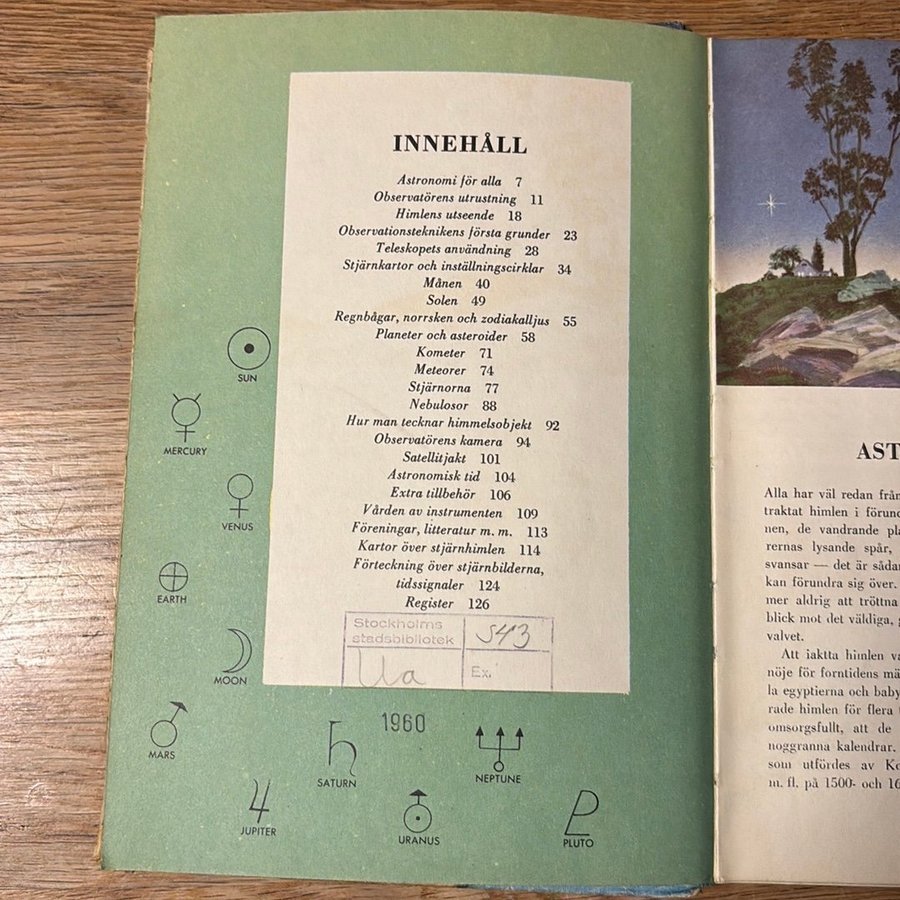 INNEHÅLL
Astronomi för alla 7
Observatörens utrustning 11
Himlens utseende 18
Observationsteknikens första grunder 23
Teleskopets användning 28
Stjärnkartor och inställningscirklar 34
Månen 40
Solen 49
Regnbågar, norrsken och zodiakalljus 55
Planeter och asteroider 58
Kometer 71
Meteorer 74
Stjärnorna 77
Nebulosor 88
Hur man tecknar himmelsobjekt 92
Observatörens kamera 94
Satellitjakt 101
Astronomisk tid 104
Extra tillbehör 106
Vården av instrumenten 109
Föreningar, litteratur m. m. 113
Kartor över stjärnhimlen 114
Förteckning över stjärnbilderna,
tidssignaler 124
Register 126
Stockholms
stadsbibliotek
S43
Ua
Ex.
1960
SUN
MERCURY
VENUS
EARTH
MOON
MARS
SATURN
NEPTUNE
JUPITER
URANUS
PLUTO
AST
Alla har väl redan från
traktat himlen i förund
nen, de vandrande pla
rernas lysande spår,
svansar — det är sådan
kan förundra sig över.
mer aldrig att tröttna
blick mot det väldiga, g
valvet.
Att iaktta himlen va
nöje för forntidens mä
la egyptierna och baby
rade himlen för flera
omsorgsfullt, att de
noggranna kalendrar.
som utfördes av Ko
m. fl. på 1500- och 16